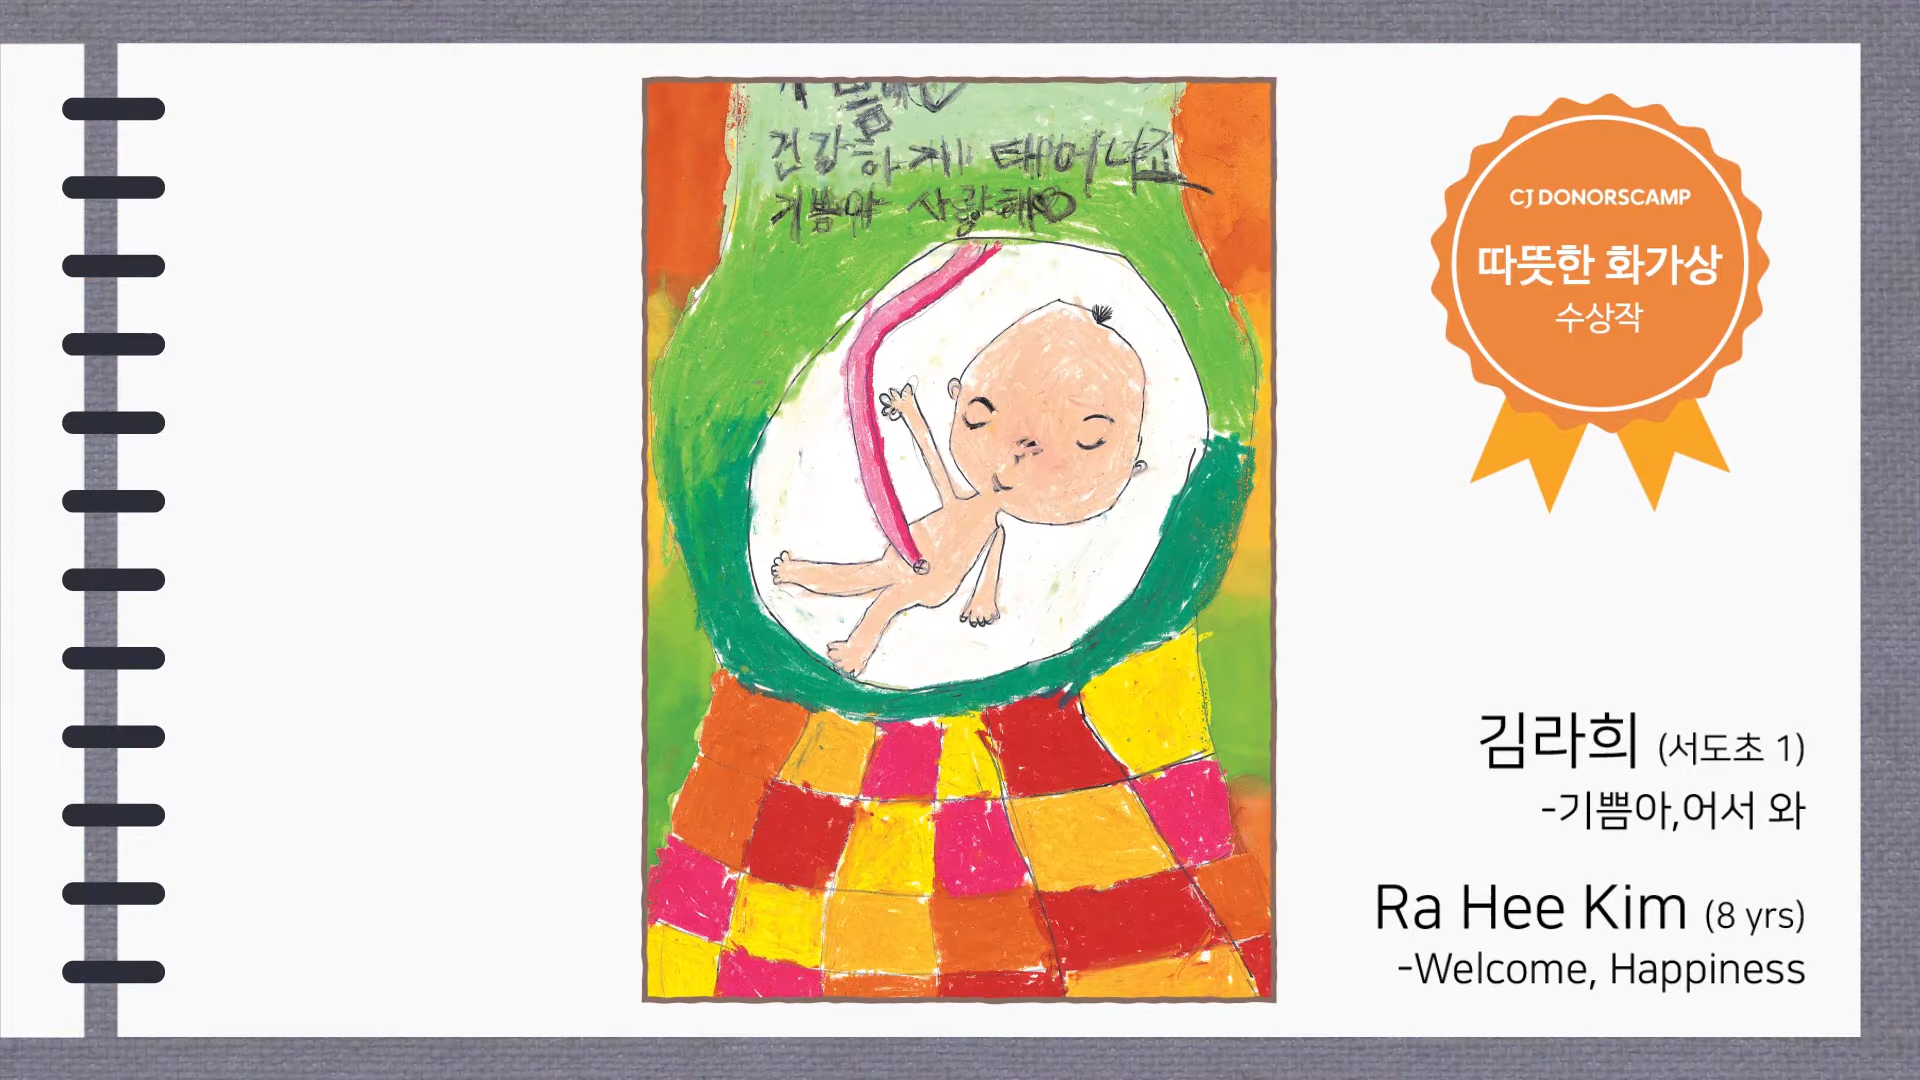 건강하게 태어나죠
기쁨아 사랑해♡
CJ DONORSCAMP
따뜻한 화가상
수상작
김라희 (서도초 1)
-기쁨아,어서 와
Ra Hee Kim (8 yrs)
-Welcome, Happiness